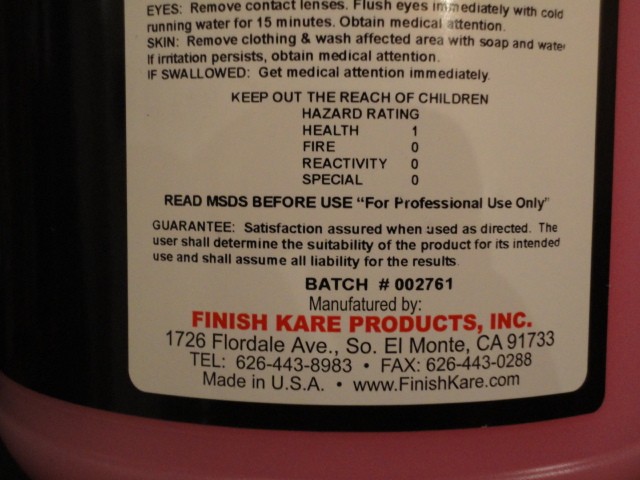 EYES: Remove contact lenses. Flush eyes immediately with cold
running water for 15 minutes. Obtain medical attention.
SKIN: Remove clothing & wash affected area with soap and water
If irritation persists, obtain medical attention.
IF SWALLOWED: Get medical attention immediately.
KEEP OUT THE REACH OF CHILDREN
HAZARD RATING
HEALTH 1
FIRE 0
REACTIVITY 0
SPECIAL 0
READ MSDS BEFORE USE "For Professional Use Only"
GUARANTEE: Satisfaction assured when used as directed. The
user shall determine the suitability of the product for its intended
use and shall assume all liability for the results.
BATCH # 002761
Manufatured by:
FINISH KARE PRODUCTS, INC.
1726 Flordale Ave., So. El Monte, CA 91733
TEL: 626-443-8983 • FAX: 626-443-0288
Made in U.S.A. • www.FinishKare.com